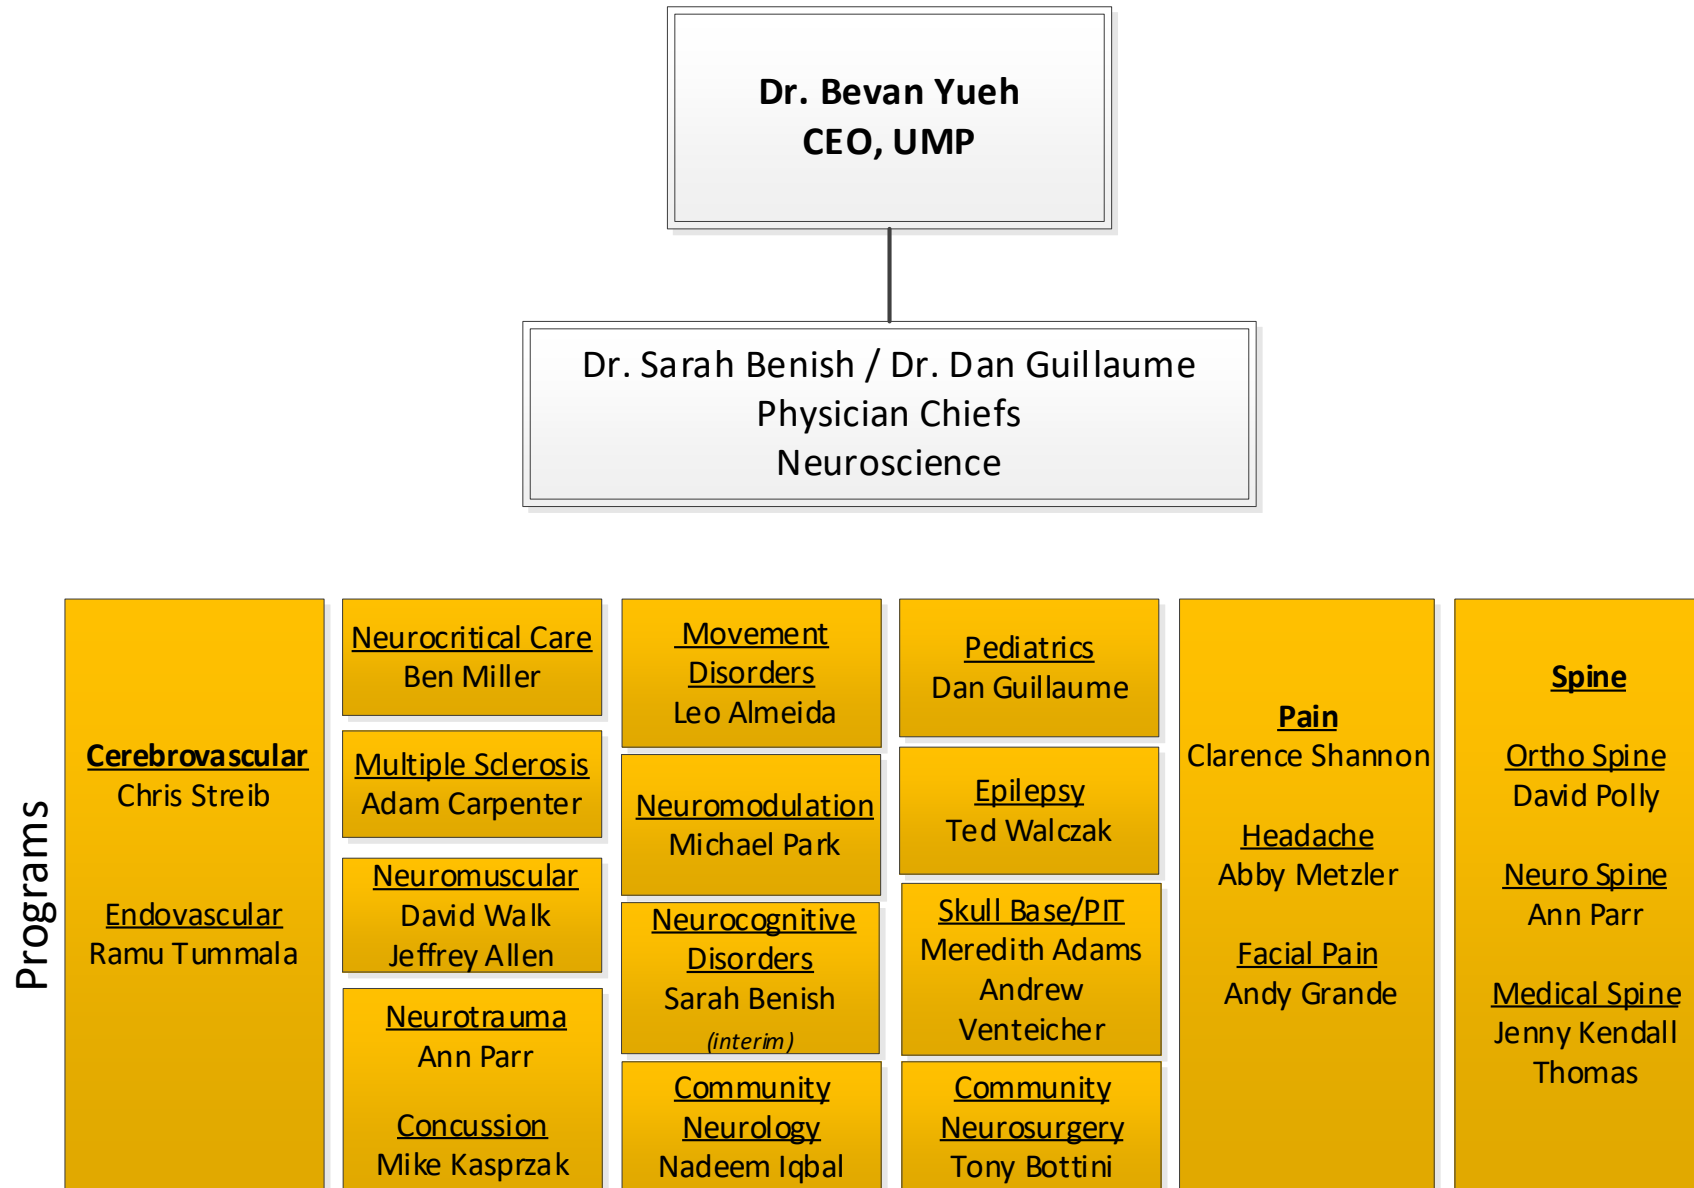 Dr. Bevan Yueh
CEO, UMP
Dr. Sarah Benish / Dr. Dan Guillaume
Physician Chiefs
Neuroscience
Programs
Cerebrovascular
Chris Streib
Endovascular
Ramu Tummala
Neurocritical Care
Ben Miller
Multiple Sclerosis
Adam Carpenter
Neuromuscular
David Walk
Jeffrey Allen
Neurotrauma
Ann Parr
Concussion
Mike Kasprzak
Movement
Disorders
Leo Almeida
Neuromodulation
Michael Park
Neurocognitive
Disorders
Sarah Benish
(interim)
Community
Neurology
Nadeem Iqbal
Pediatrics
Dan Guillaume
Epilepsy
Ted Walczak
Skull Base/PIT
Meredith Adams
Andrew
Venteicher
Community
Neurosurgery
Tony Bottini
Pain
Clarence Shannon
Headache
Abby Metzler
Facial Pain
Andy Grande
Spine
Ortho Spine
David Polly
Neuro Spine
Ann Parr
Medical Spine
Jenny Kendall
Thomas